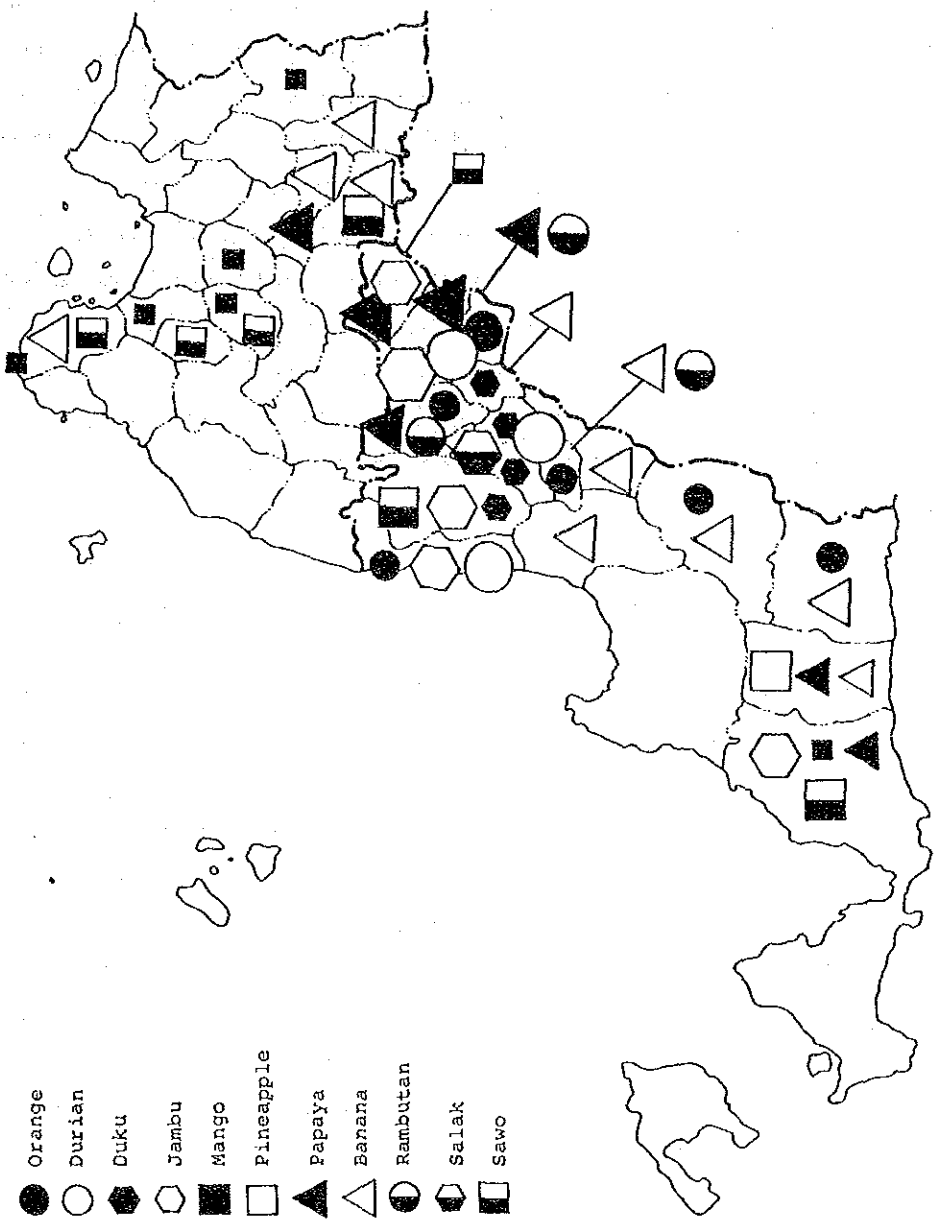 Orange
Durian
Duku
Jambu
Mango
Pineapple
Papaya
Banana
Rambutan
Salak
Sawo